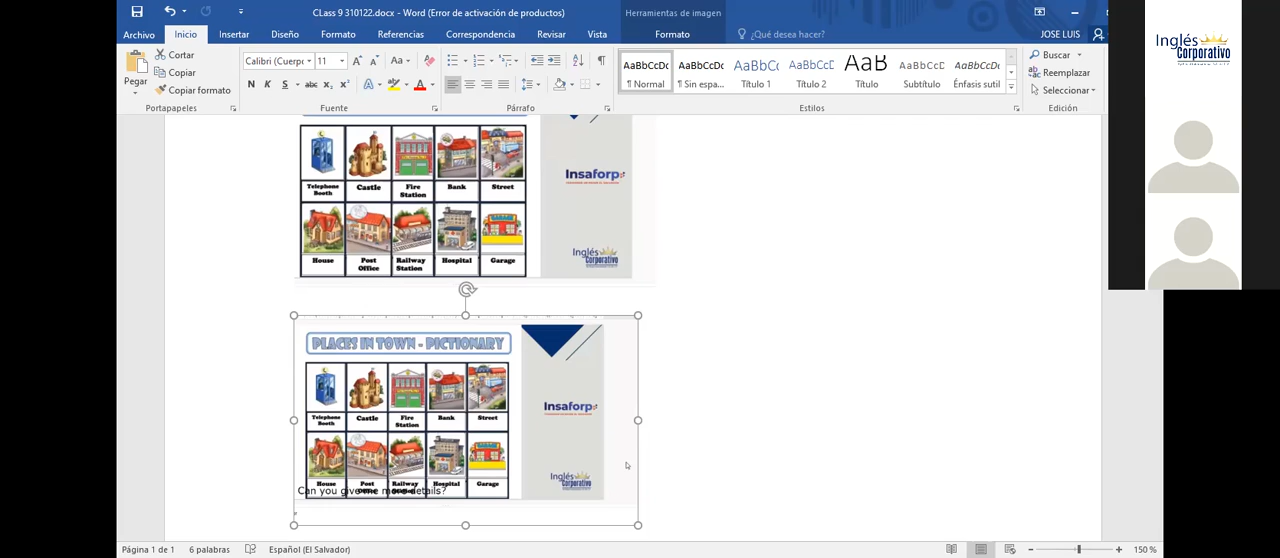 CLass 9 310122.docx - Word (Error de activación de productos)
Herramientas de imagen
Archivo Inicio Insertar Diseño Formato Referencias Correspondencia Revisar Vista Formato ¿Qué desea hacer? JOSE LUIS
Pegar
Cortar
Copiar
Copiar formato
Portapapeles
Calibri (Cuerpo 11
N K S abc x₂ x²
Fuente
Párrafo
AaBbCcDc AaBbCcDc AaBbCc AaBbCcD AaB AaBbCcD AaBbCcDc
¶ Normal ¶ Sin espa... Título 1 Título 2 Título Subtítulo Énfasis sutil
Estilos
Buscar
Reemplazar
Seleccionar
Edición
Inglés
Corporativo
Telephone Booth
Castle
Fire Station
Bank
Street
House
Post Office
Railway Station
Hospital
Garage
Insaforp
Inglés
Corporativo
PLACES IN TOWN - PICTIONARY
Telephone Booth
Castle
Fire Station
Bank
Street
House
Post
Railway
Hospital
Garage
Insaforp
Inglés
Corporativo
Can you give me more details?
Página 1 de 1 6 palabras Español (El Salvador) 150 %